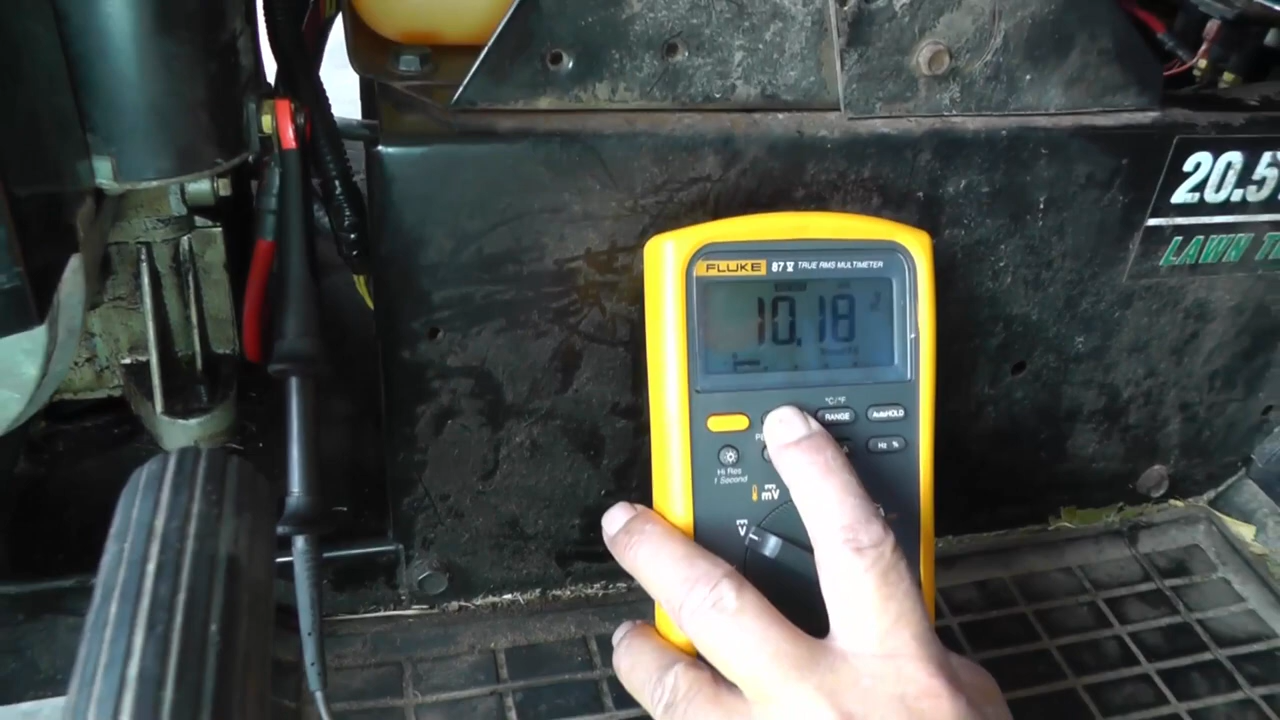 20.5
LAWN T
FLUKE 87 V TRUE RMS MULTIMETER
10.18
°C/°F
RANGE
AutoHOLD
Hz %
Hi Res
1 Second
mV
V